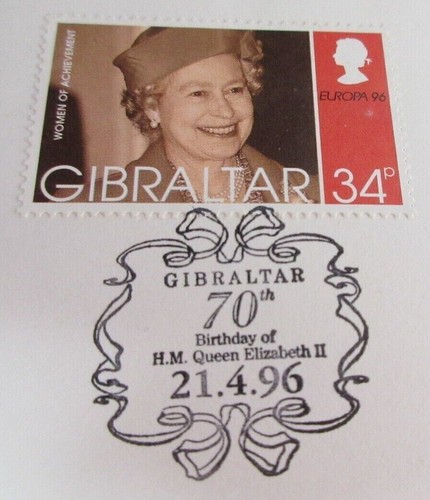 WOMEN OF ACHIEVEMENT
EUROPA 96
GIBRALTAR 34p
GIBRALTAR
70th
Birthday of
H.M. Queen Elizabeth II
21.4.96